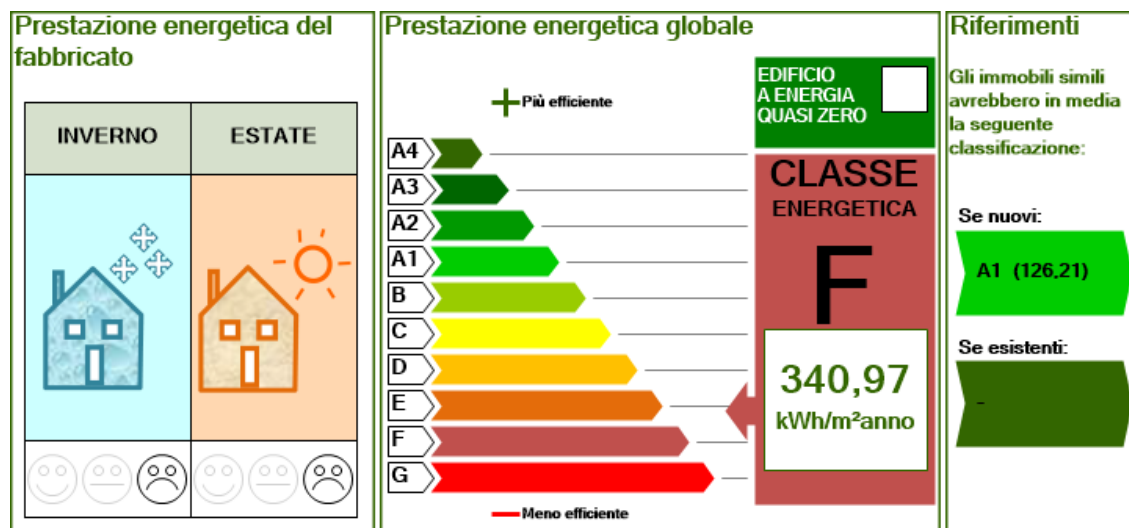 Prestazione energetica del
fabbricato
INVERNO
ESTATE
Prestazione energetica globale
Più efficiente
A4
A3
A2
A1
B
C
D
E
F
G
Meno efficiente
EDIFICIO
A ENERGIA
QUASI ZERO
CLASSE
ENERGETICA
F
340,97
kWh/m²anno
Riferimenti
Gli immobili simili
avrebbero in media
la seguente
classificazione:
Se nuovi:
A1 (126,21)
Se esistenti:
-